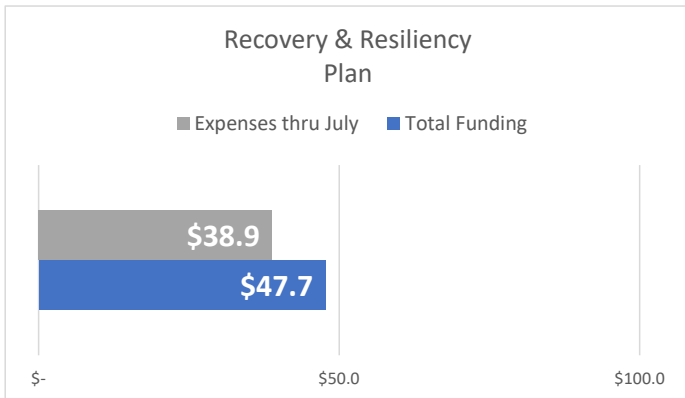 Recovery & Resiliency
Plan
Expenses thru July Total Funding
$38.9
$47.7
$- $50.0 $100.0